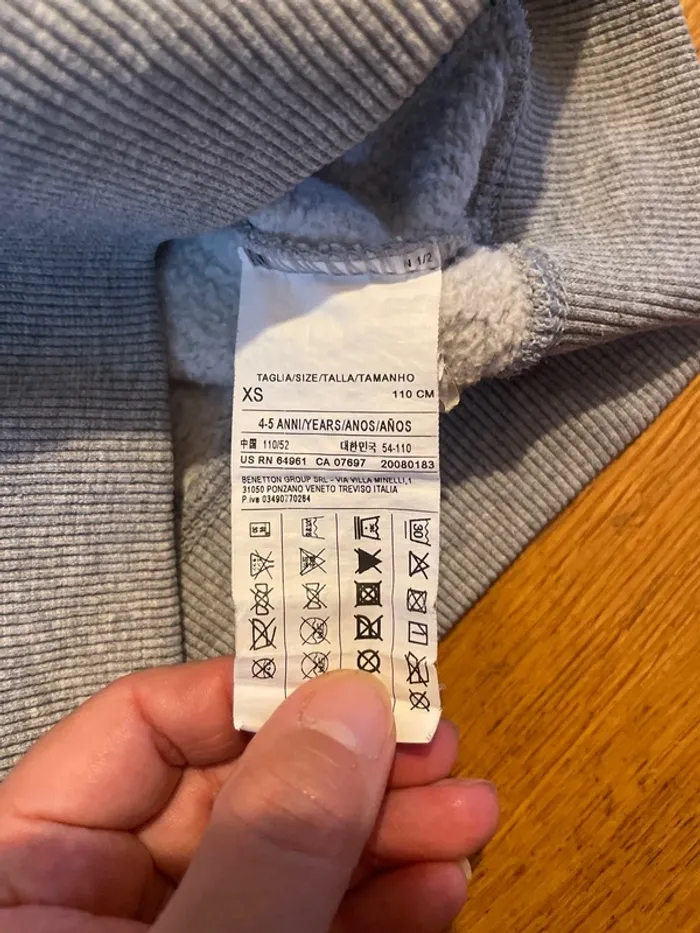 N 1/2
TAGLIA/SIZE/TALLA/TAMANHO
XS 110 CM
4-5 ANNI/YEARS/ANOS/AÑOS
中国 110/52 대한민국 54-110
US RN 64961 CA 07697 20080183
BENETTON GROUP SRL - VIA VILLA MINELLI,1
31050 PONZANO VENETO TREVISO ITALIA
P.iva 03490770264
30